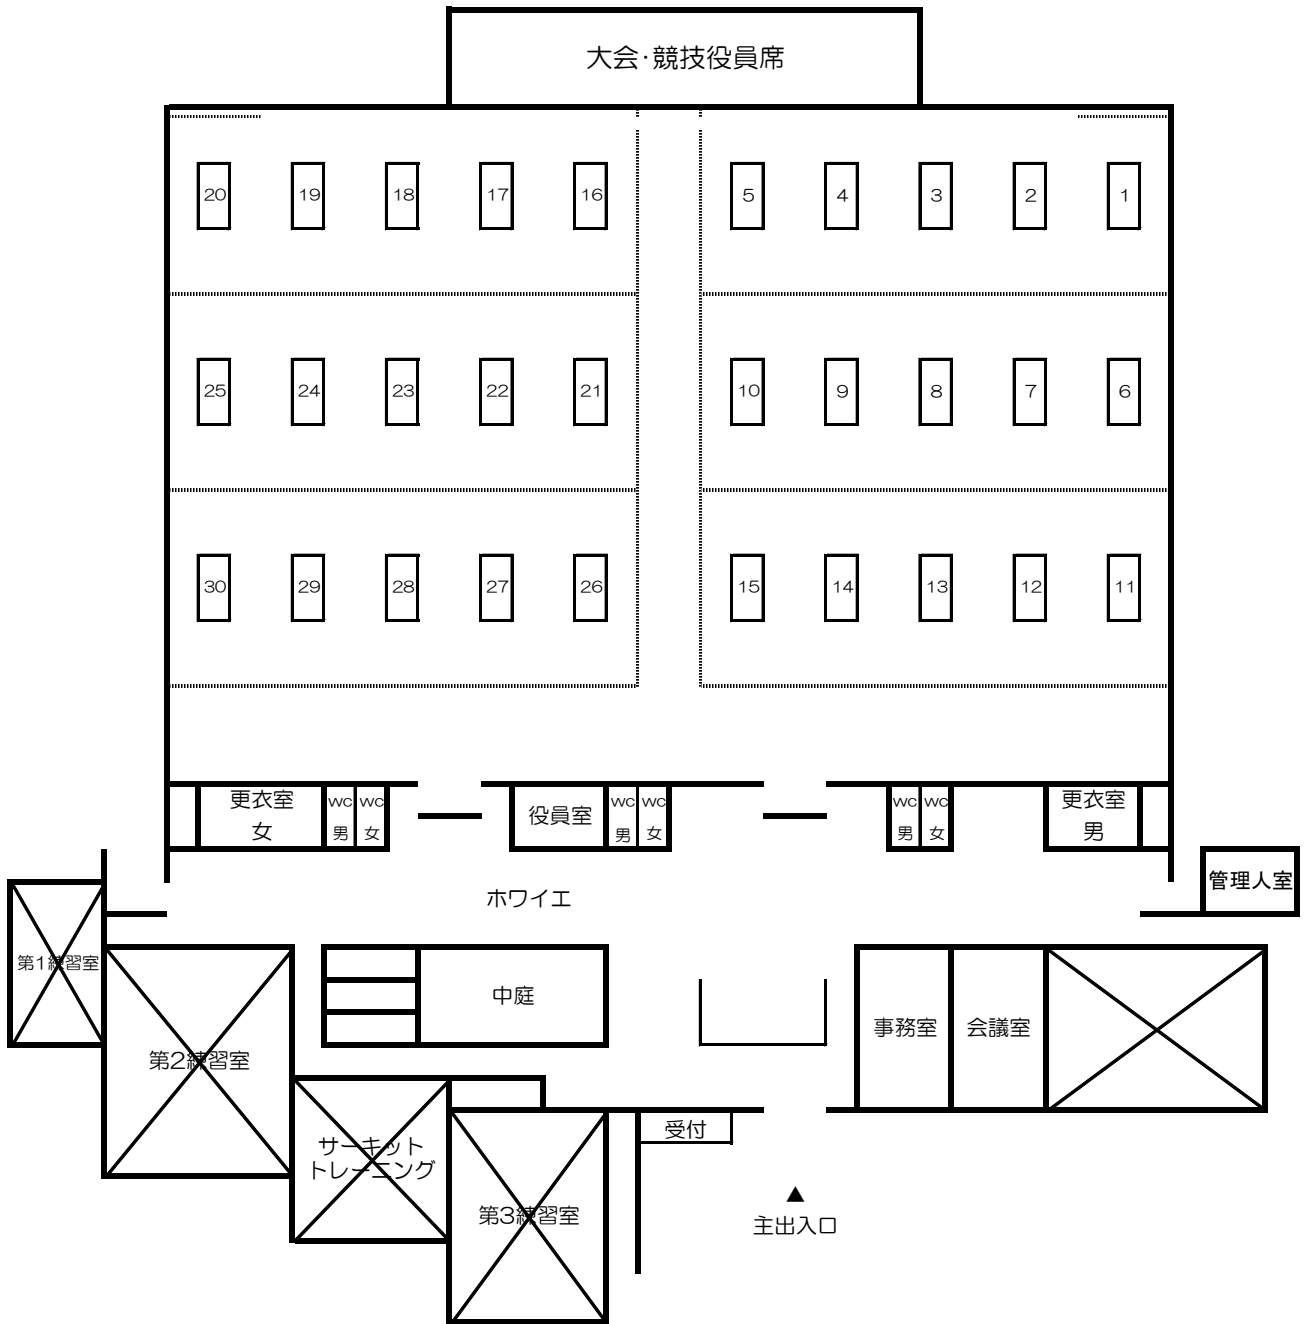 大会・競技役員席
20 19 18 17 16 5 4 3 2 1
25 24 23 22 21 10 9 8 7 6
30 29 28 27 26 15 14 13 12 11
更衣室 WC WC 役員室 WC WC WC WC 更衣室
女 男 女 男 女 男 女 男
管理人室
ホワイエ
第1練習室
中庭
事務室 会議室
第2練習室
受付
サーキット
トレーニング
第3練習室
▲
主出入口